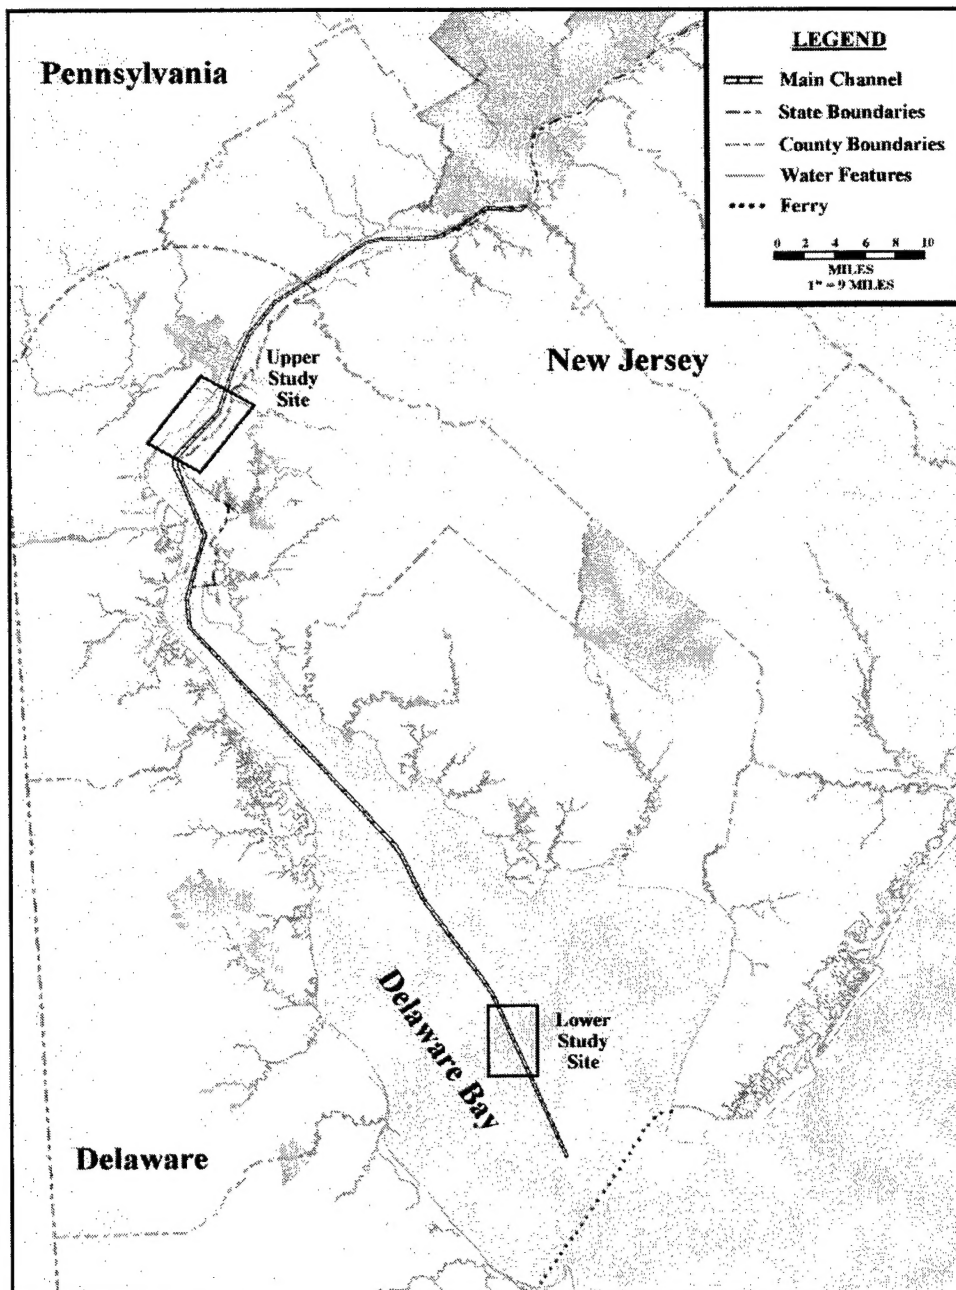 Pennsylvania
LEGEND
Main Channel
State Boundaries
County Boundaries
Water Features
Ferry
0 2 4 6 8 10
MILES
1" = 9 MILES
Upper
Study
Site
New Jersey
Delaware Bay
Lower
Study
Site
Delaware